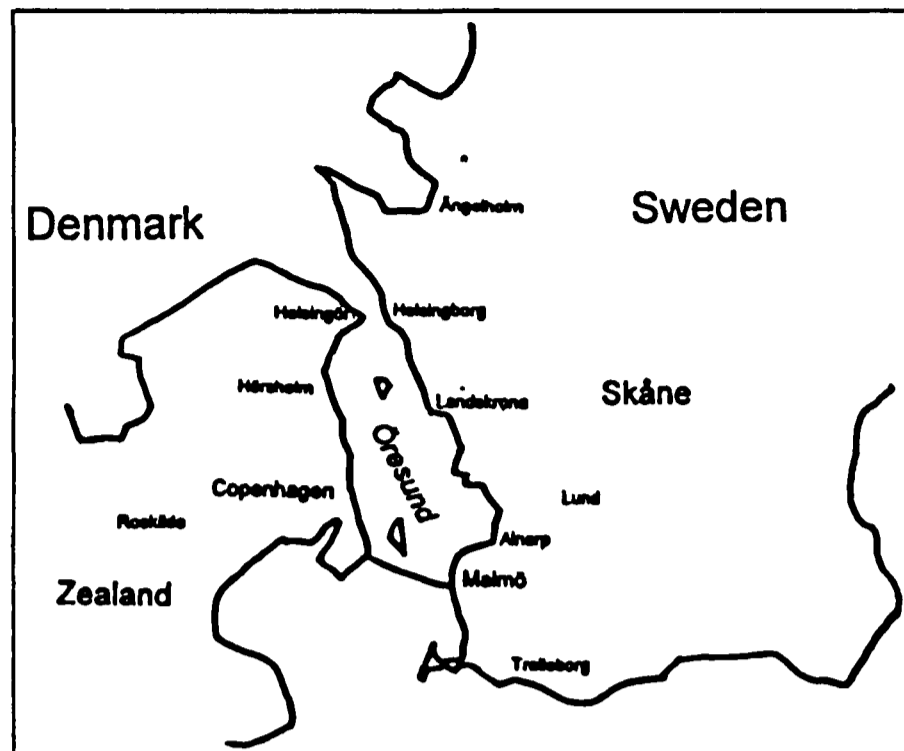 Ängelholm
Sweden
Denmark
Helsingör
Helsingborg
Hörsholm
Landskrona
Skåne
Öresund
Copenhagen
Lund
Roskilde
Alnarp
Malmö
Zealand
Trelleborg